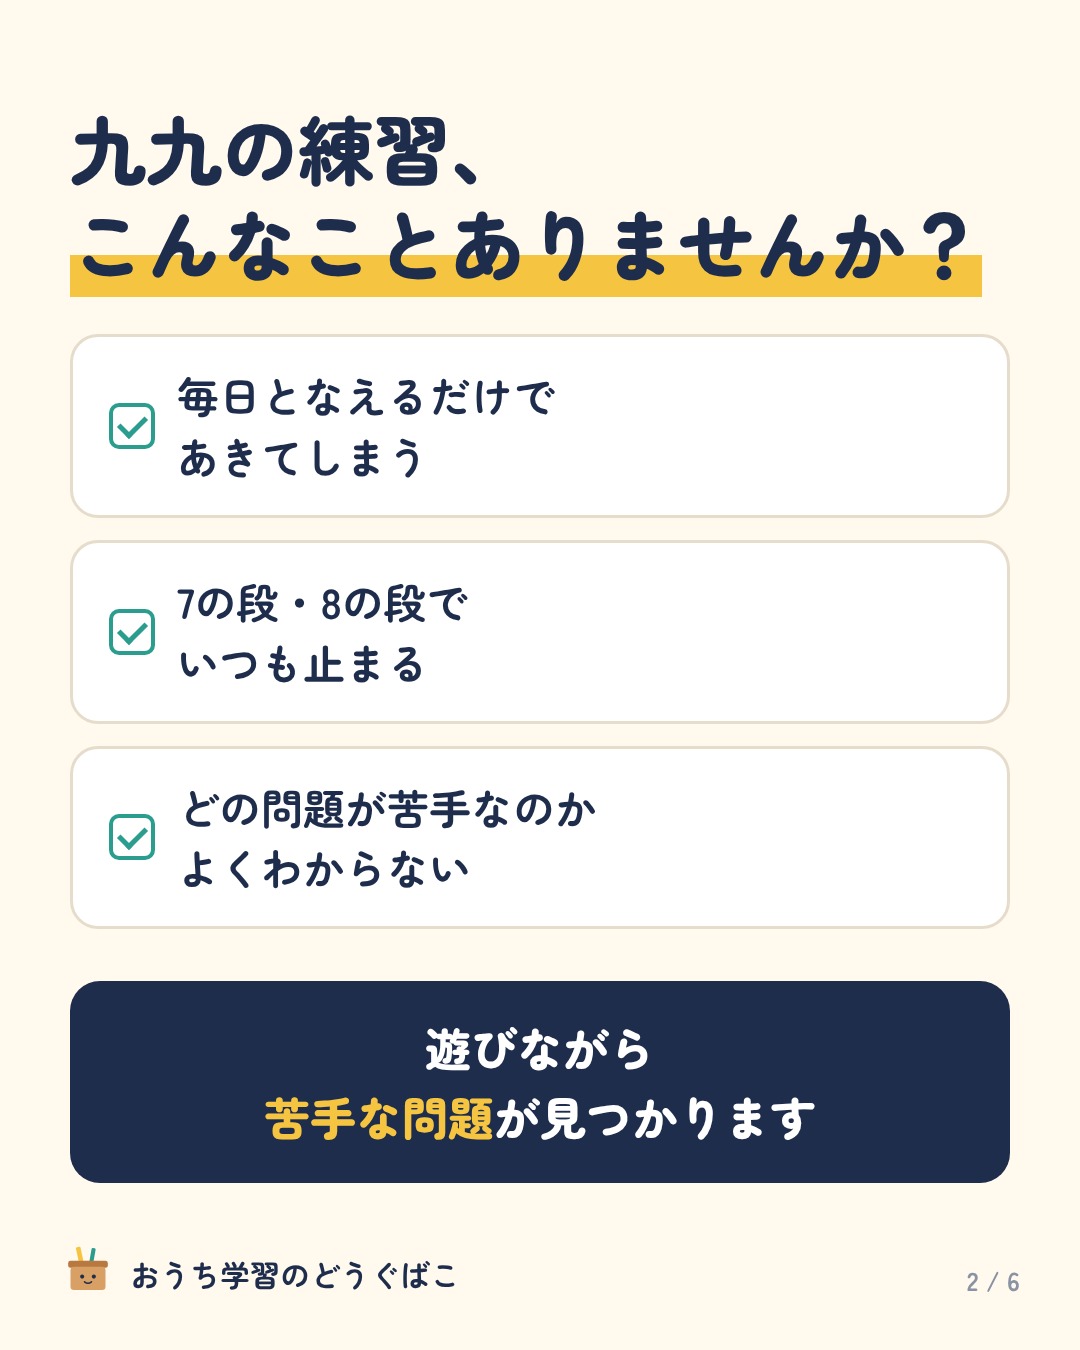 九九の練習、
こんなことありませんか？
毎日となえるだけで
あきてしまう
7の段・8の段で
いつも止まる
どの問題が苦手なのか
よくわからない
遊びながら
苦手な問題が見つかります
おうち学習のどうぐばこ
2 / 6